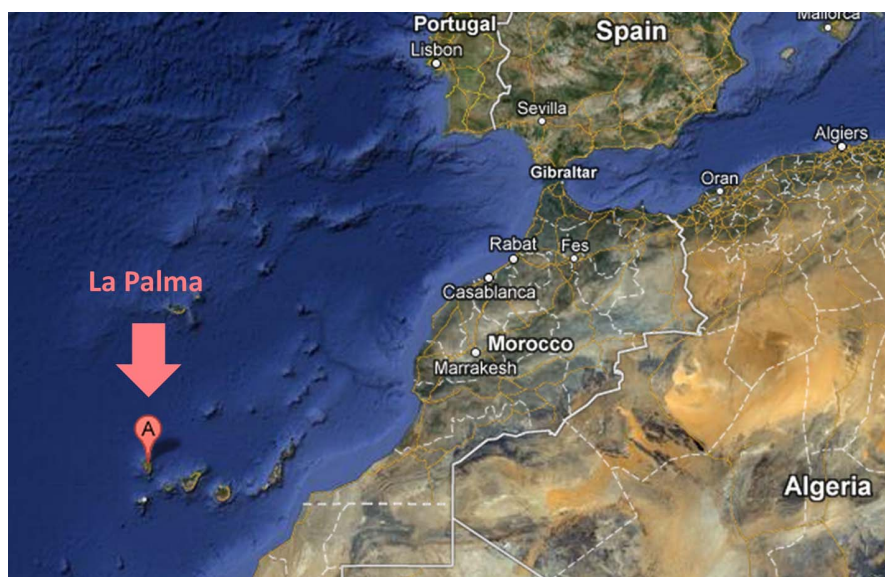 Mallorca
Portugal
Spain
Lisbon
Sevilla
Algiers
Gibraltar
Oran
Rabat
Fes
La Palma
Casablanca
Morocco
Marrakesh
A
Algeria